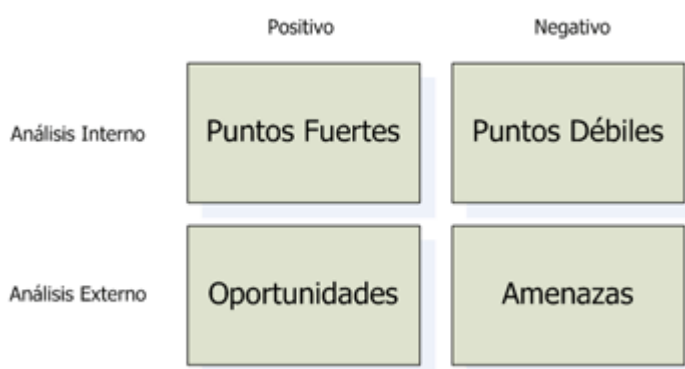 Positivo
Negativo
Análisis Interno
Puntos Fuertes
Puntos Débiles
Análisis Externo
Oportunidades
Amenazas